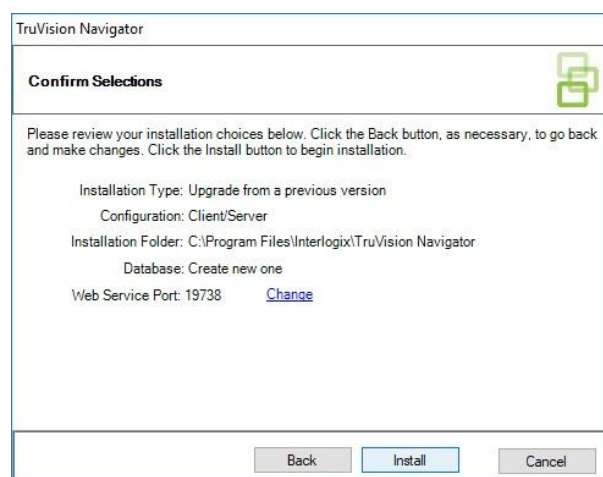 TruVision Navigator
Confirm Selections
Please review your installation choices below. Click the Back button, as necessary, to go back
and make changes. Click the Install button to begin installation.
Installation Type: Upgrade from a previous version
Configuration: Client/Server
Installation Folder: C:\Program Files\Interlogix\TruVision Navigator
Database: Create new one
Web Service Port: 19738 Change
Back Install Cancel